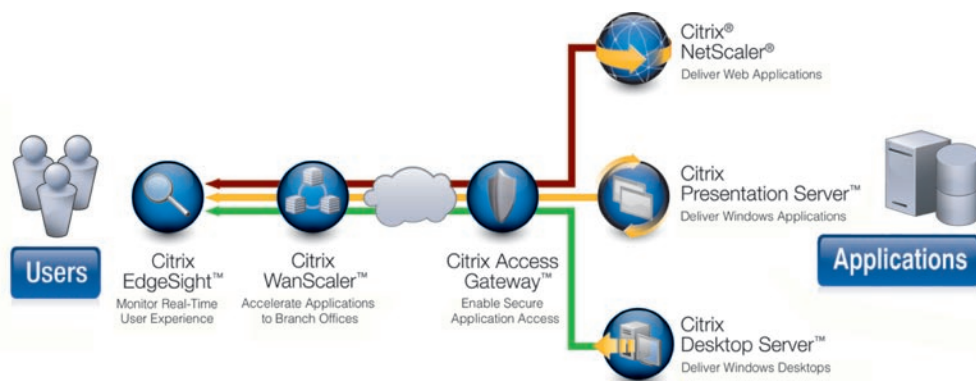 Citrix®
NetScaler®
Deliver Web Applications
Users
Citrix
EdgeSight™
Monitor Real-Time
User Experience
Citrix
WanScaler™
Accelerate Applications
to Branch Offices
Citrix Access
Gateway™
Enable Secure
Application Access
Citrix
Presentation Server™
Deliver Windows Applications
Applications
Citrix
Desktop Server™
Deliver Windows Desktops